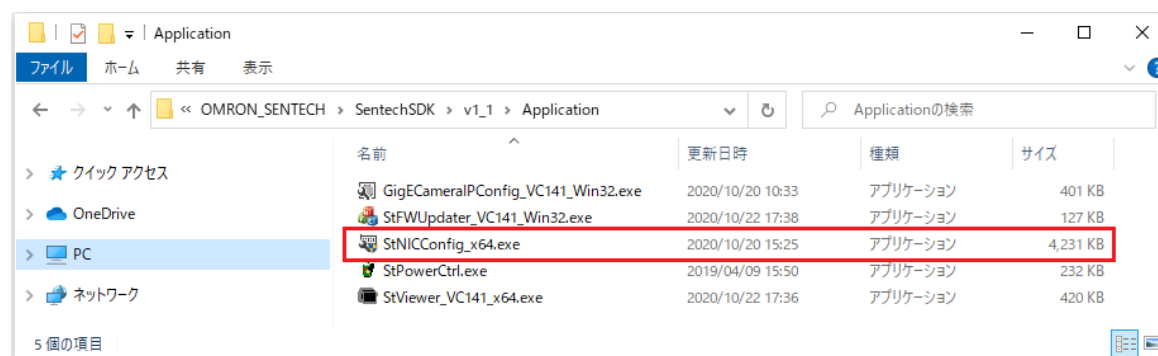 Application
ファイル ホーム 共有 表示
« OMRON_SENTECH > SentechSDK > v1_1 > Application Applicationの検索
名前 更新日時 種類 サイズ
クイック アクセス
OneDrive
PC
ネットワーク
GigECameraIPConfig_VC141_Win32.exe 2020/10/20 10:33 アプリケーション 401 KB
StFWUpdater_VC141_Win32.exe 2020/10/22 17:38 アプリケーション 127 KB
StNICConfig_x64.exe 2020/10/20 15:25 アプリケーション 4,231 KB
StPowerCtrl.exe 2019/04/09 15:50 アプリケーション 232 KB
StViewer_VC141_x64.exe 2020/10/22 17:36 アプリケーション 420 KB
5 個の項目